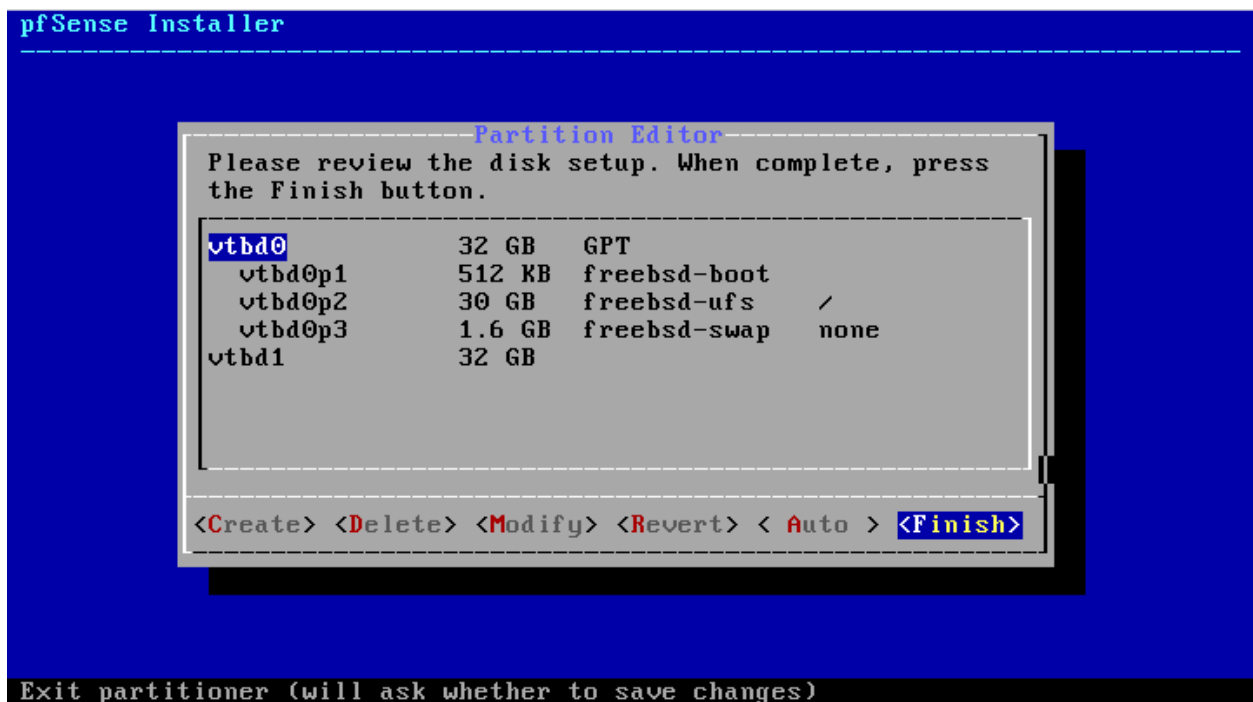 pfSense Installer
Partition Editor
Please review the disk setup. When complete, press
the Finish button.
vtbd0 32 GB GPT
vtbd0p1 512 KB freebsd-boot
vtbd0p2 30 GB freebsd-ufs /
vtbd0p3 1.6 GB freebsd-swap none
vtbd1 32 GB
<Create> <Delete> <Modify> <Revert> < Auto > <Finish>
Exit partitioner (will ask whether to save changes)